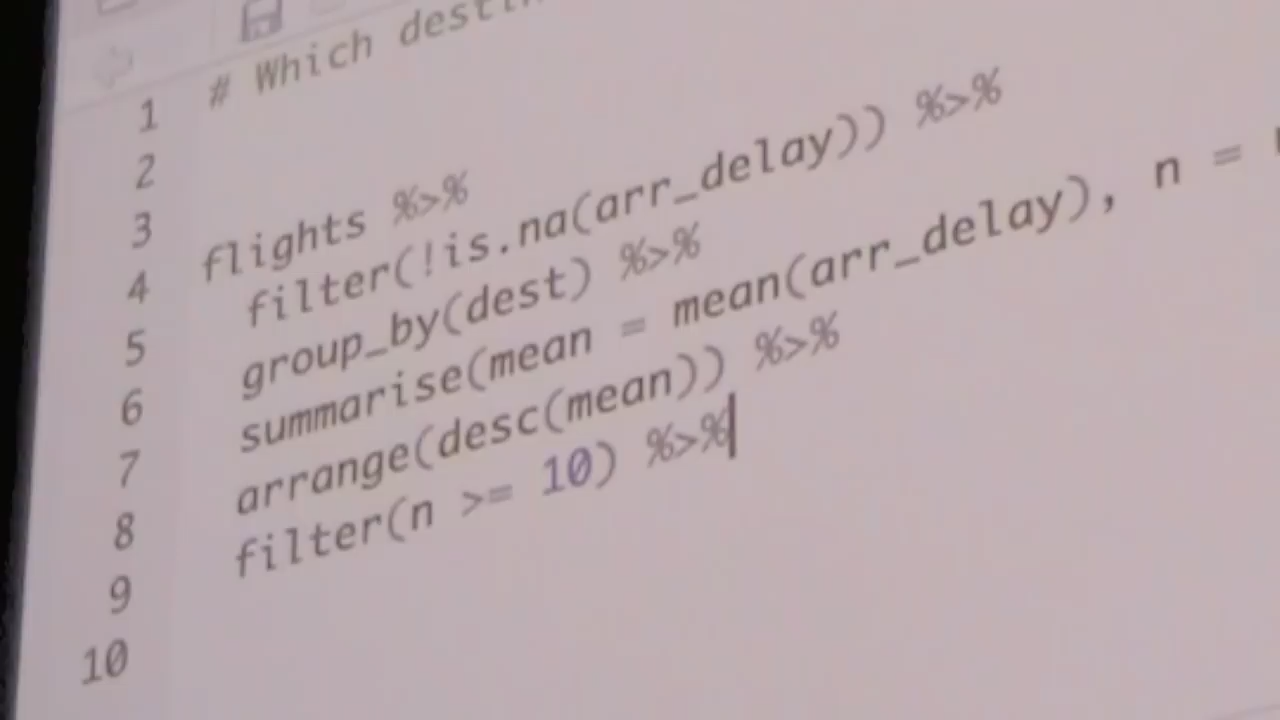 1 # Which
2
3 flights %>%
4 filter(!is.na(arr_delay)) %>%
5 group_by(dest) %>%
6 summarise(mean = mean(arr_delay), n =
7 arrange(desc(mean)) %>%
8 filter(n >= 10) %>%
9
10